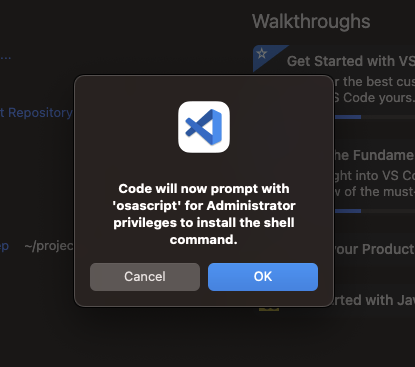 Walkthroughs
...
Get Started with VS
r the best cus
S Code yours.
t Repository
he Fundame
ght into VS Co
w of the must-
Code will now prompt with
'osascript' for Administrator
privileges to install the shell
command.
ep ~/projec
our Product
Cancel
OK
rted with Jav